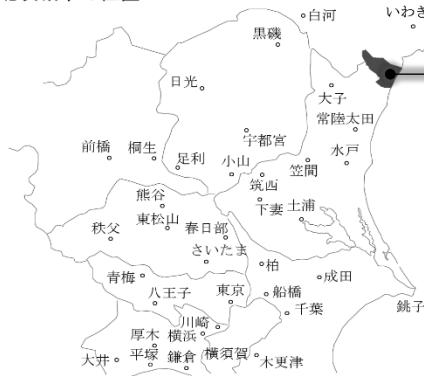 白河
いわき
黒磯
日光
大子
常陸太田
宇都宮
前橋
桐生
足利
小山
笠間
水戸
筑西
熊谷
下妻
土浦
東松山
春日部
秩父
さいたま
柏
成田
青梅
八王子
東京
船橋
千葉
銚子
川崎
厚木
横浜
大井
平塚
鎌倉
横須賀
木更津